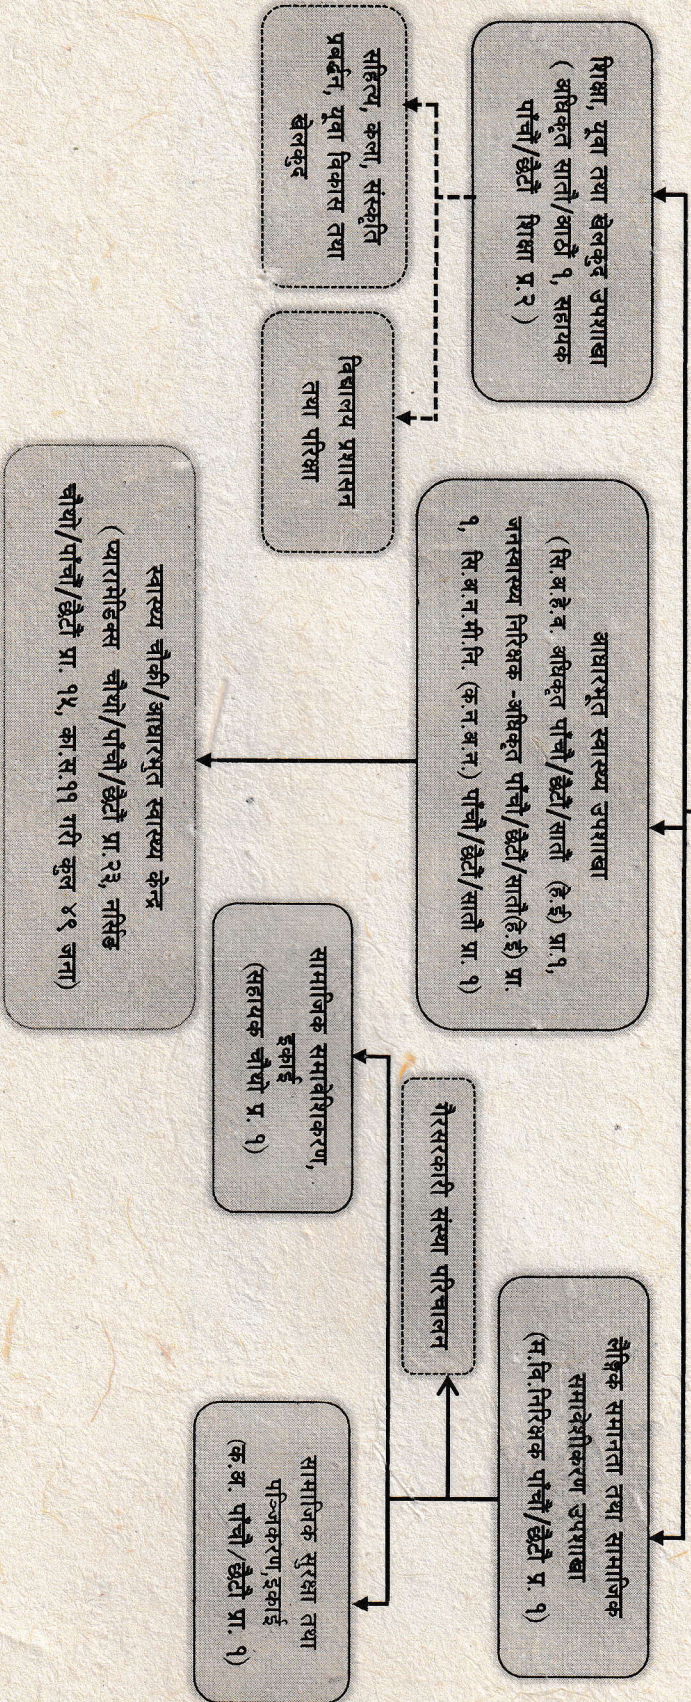 शिक्षा, यूवा तथा खेलकुद उपशाखा
( अधिकृत सातौं/आठौं १, सहायक
पांचौं/छैटौं  शिक्षा प्र.२ )
सहित्य, कला, संस्कृति
प्रवर्द्धन, यूवा विकास तथा
खेलकुद
विद्यालय प्रशासन
तथा परिक्षा
आधारभूत स्वास्थ्य उपशाखा
(सि.अ.हे.व. अधिकृत पांचौं/छैटौं/सातौं  (हे.ई) प्रा.१,
जनस्वास्थ्य निरिक्षक -अधिकृत पांचौं/छैटौं/सातौं(हे.ई) प्रा.
१, सि.अ.न.मी.नि. (क.न.अ.न.) पाँचौं/छैटौं/सातौं प्रा. १)
स्वास्थ्य चौकी/आधारभुत स्वास्थ्य केन्द्र
(प्यारामेडिक्स  चौथो/पांचौं/छैटौं प्रा.२३, नर्सिङ
चौथो/पांचौं/छैटौं प्रा. १५, का.स.११ गरी कुल ४९ जना)
लैङ्गिक समानता तथा सामाजिक
समावेशीकरण उपशाखा
(म.वि.निरिक्षक पांचौं/छैटौं प्र. १)
गैरसरकारी संस्था परिचालन
सामाजिक समावेशिकरण,
इकाई
(सहायक चौथो प्र. १)
सामाजिक सुरक्षा तथा
पञ्जिकरण,इकाई
(क.अ. पांचौं /छैटौं प्रा. १)